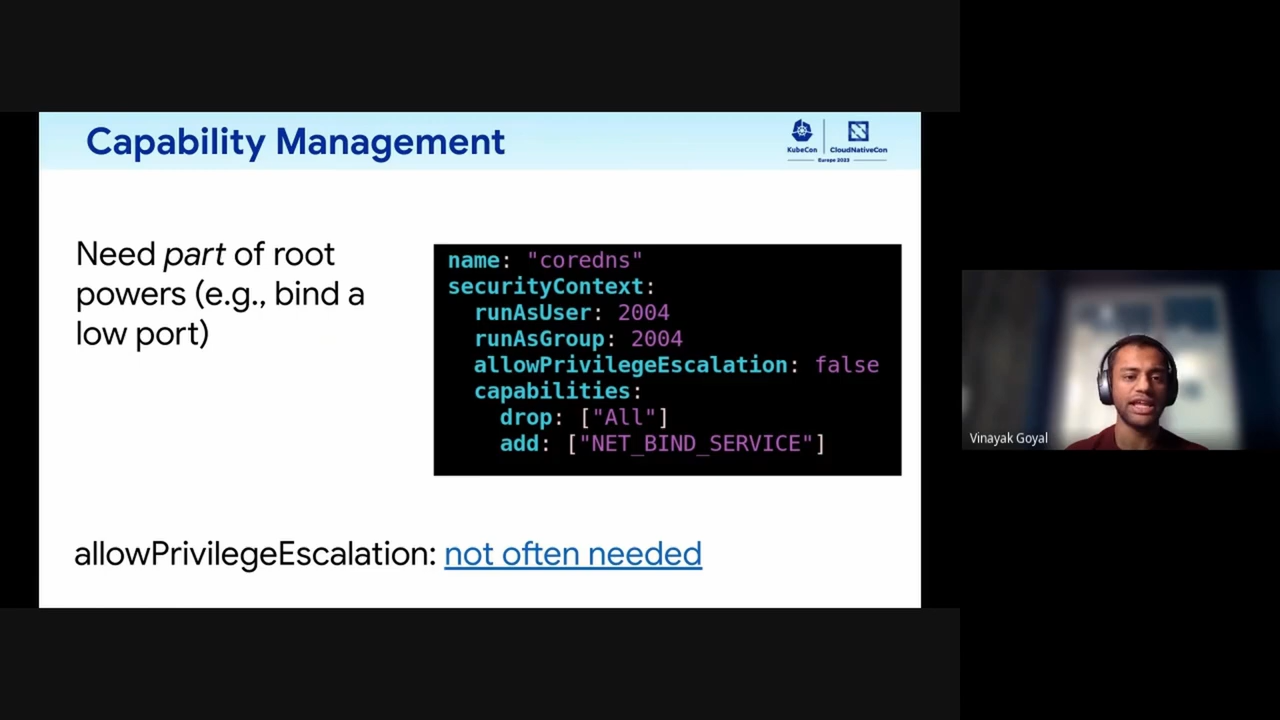 Capability Management
KubeCon
CloudNativeCon
Europe 2023
Need part of root
powers (e.g., bind a
low port)
name: "coredns"
securityContext:
  runAsUser: 2004
  runAsGroup: 2004
  allowPrivilegeEscalation: false
  capabilities:
    drop: ["All"]
    add: ["NET_BIND_SERVICE"]
allowPrivilegeEscalation: not often needed
Vinayak Goyal